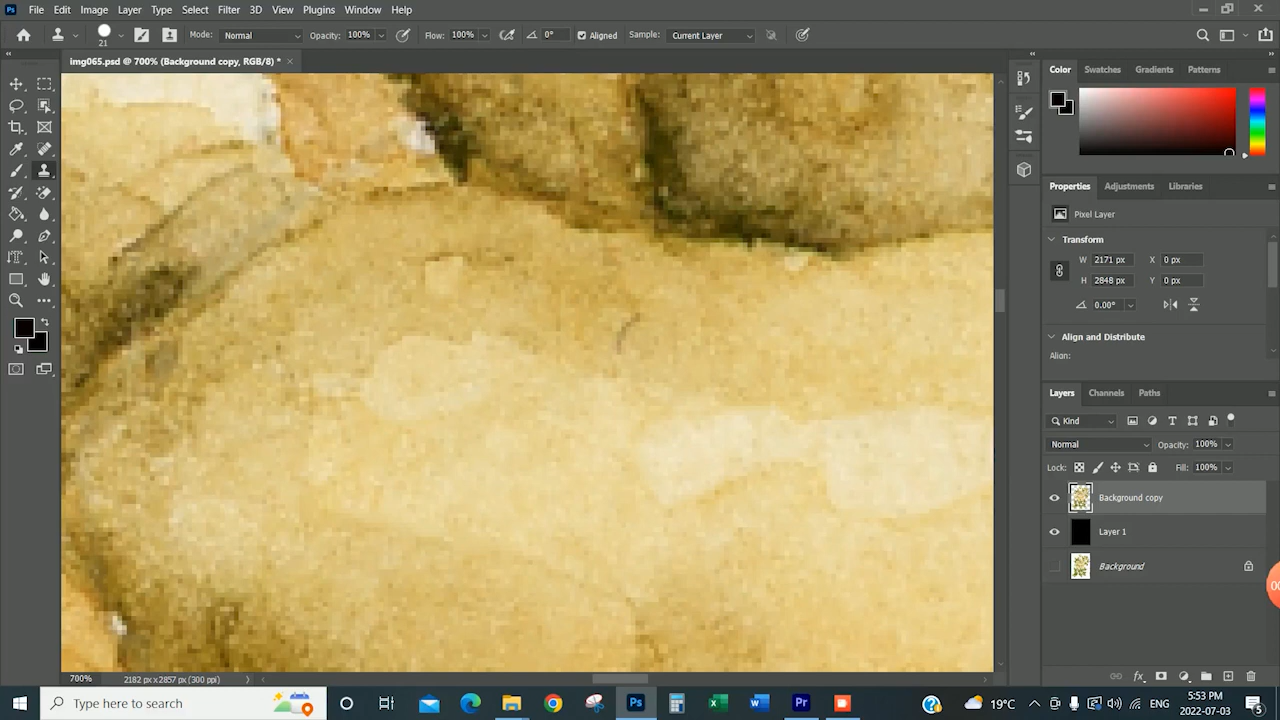 Ps File Edit Image Layer Type Select Filter 3D View Plugins Window Help
21 Mode: Normal Opacity: 100% Flow: 100% 0° Aligned Sample: Current Layer
img065.psd @ 700% (Background copy, RGB/8) *
Color Swatches Gradients Patterns
Properties Adjustments Libraries
Pixel Layer
Transform
W 2171 px X 0 px
H 2848 px Y 0 px
0.00°
Align and Distribute
Align:
Layers Channels Paths
Kind
Normal Opacity: 100%
Lock: Fill: 100%
Background copy
Layer 1
Background
00
700% 2182 px x 2857 px (300 ppi)
Type here to search
Ps Pr 19°C ENG 5:53 PM
2022-07-03